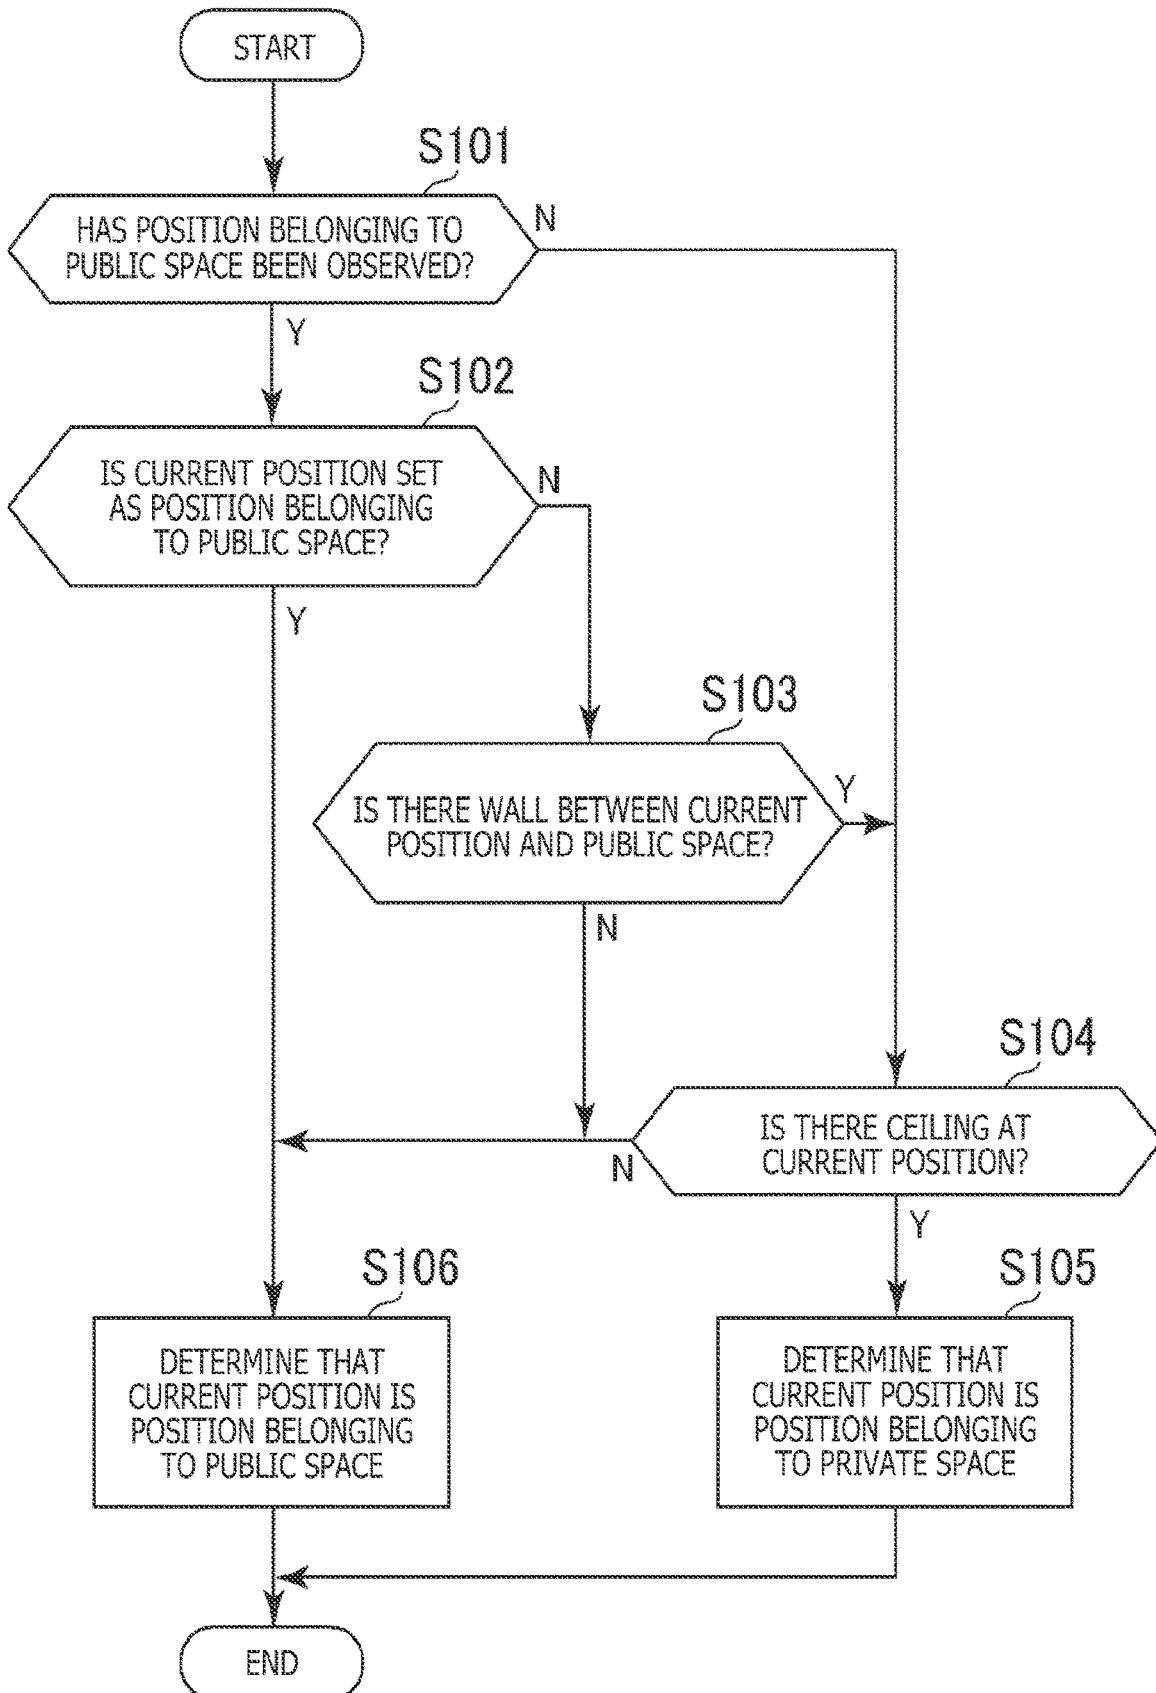 START
S101
HAS POSITION BELONGING TO
PUBLIC SPACE BEEN OBSERVED?
N
Y
S102
IS CURRENT POSITION SET
AS POSITION BELONGING
TO PUBLIC SPACE?
N
Y
S103
IS THERE WALL BETWEEN CURRENT
POSITION AND PUBLIC SPACE?
Y
N
S104
IS THERE CEILING AT
CURRENT POSITION?
N
Y
S106
DETERMINE THAT
CURRENT POSITION IS
POSITION BELONGING
TO PUBLIC SPACE
S105
DETERMINE THAT
CURRENT POSITION IS
POSITION BELONGING
TO PRIVATE SPACE
END